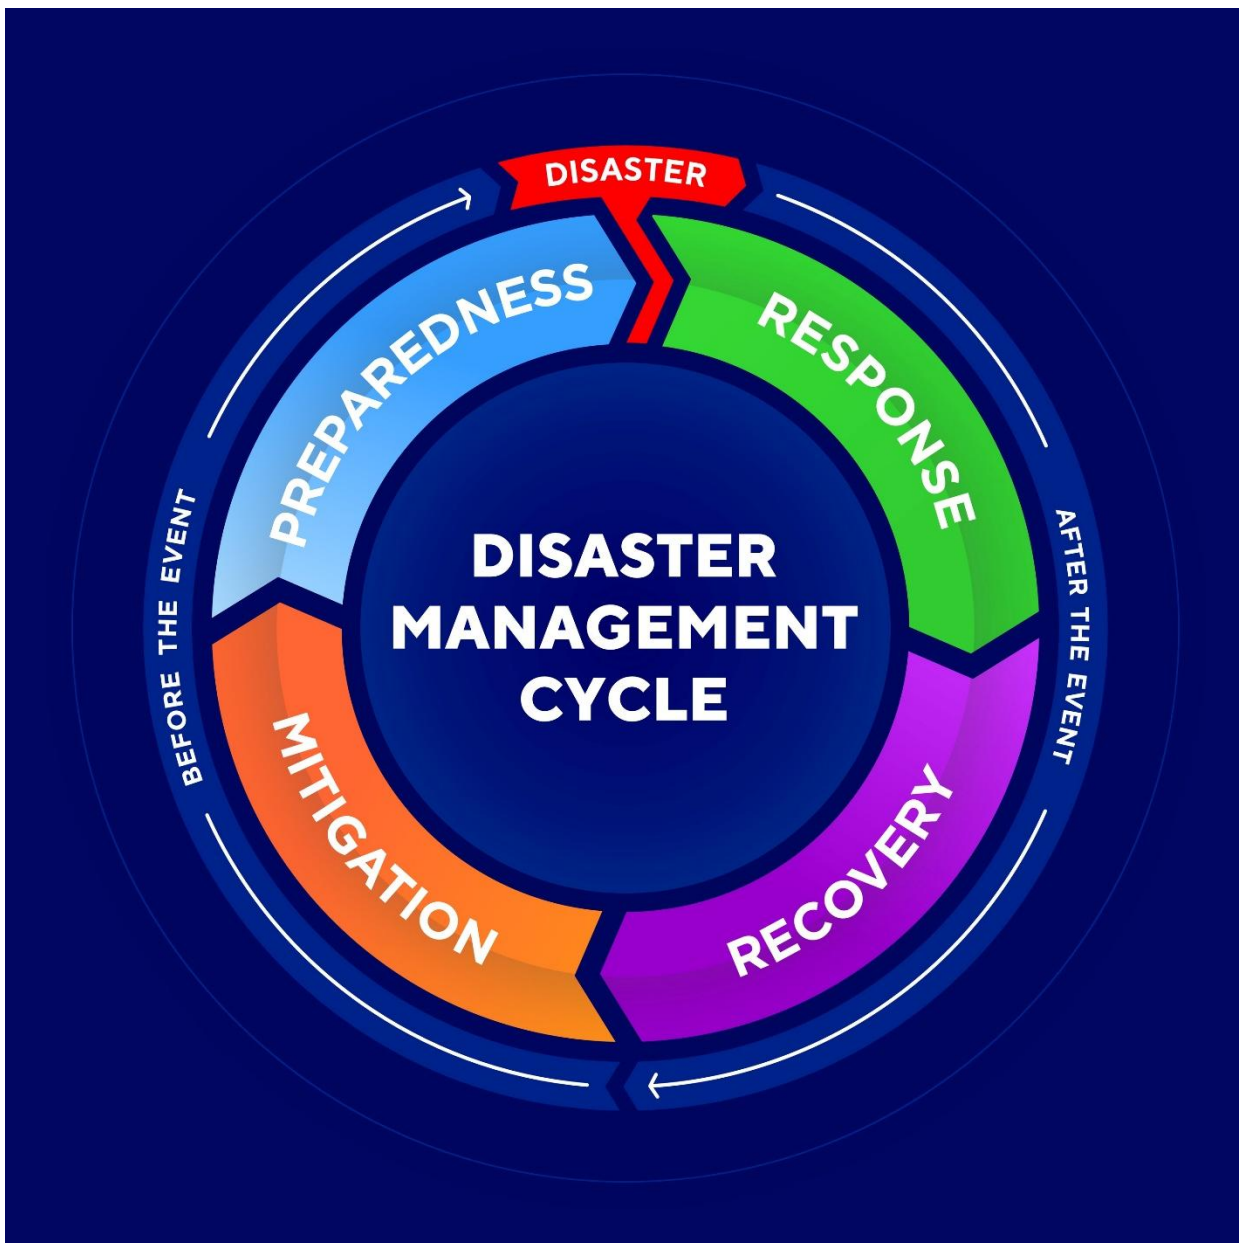 DISASTER
PREPAREDNESS
RESPONSE
BEFORE THE EVENT
AFTER THE EVENT
DISASTER
MANAGEMENT
CYCLE
MITIGATION
RECOVERY